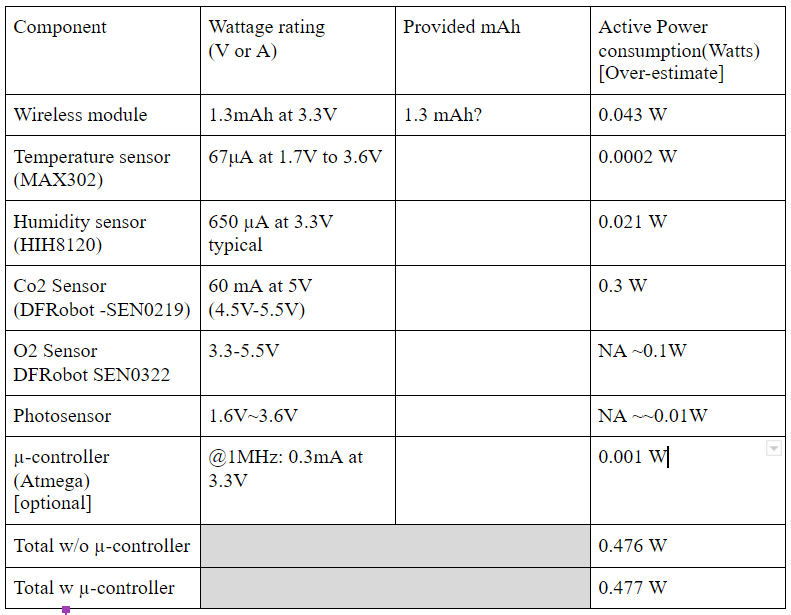 Component
Wattage rating
(V or A)
Provided mAh
Active Power
consumption(Watts)
[Over-estimate]
Wireless module
1.3mAh at 3.3V
1.3 mAh?
0.043 W
Temperature sensor
(MAX302)
67µA at 1.7V to 3.6V
0.0002 W
Humidity sensor
(HIH8120)
650 µA at 3.3V
typical
0.021 W
Co2 Sensor
(DFRobot -SEN0219)
60 mA at 5V
(4.5V-5.5V)
0.3 W
O2 Sensor
DFRobot SEN0322
3.3-5.5V
NA ~0.1W
Photosensor
1.6V~3.6V
NA ~~0.01W
µ-controller
(Atmega)
[optional]
@1MHz: 0.3mA at
3.3V
0.001 W
Total w/o µ-controller
0.476 W
Total w µ-controller
0.477 W